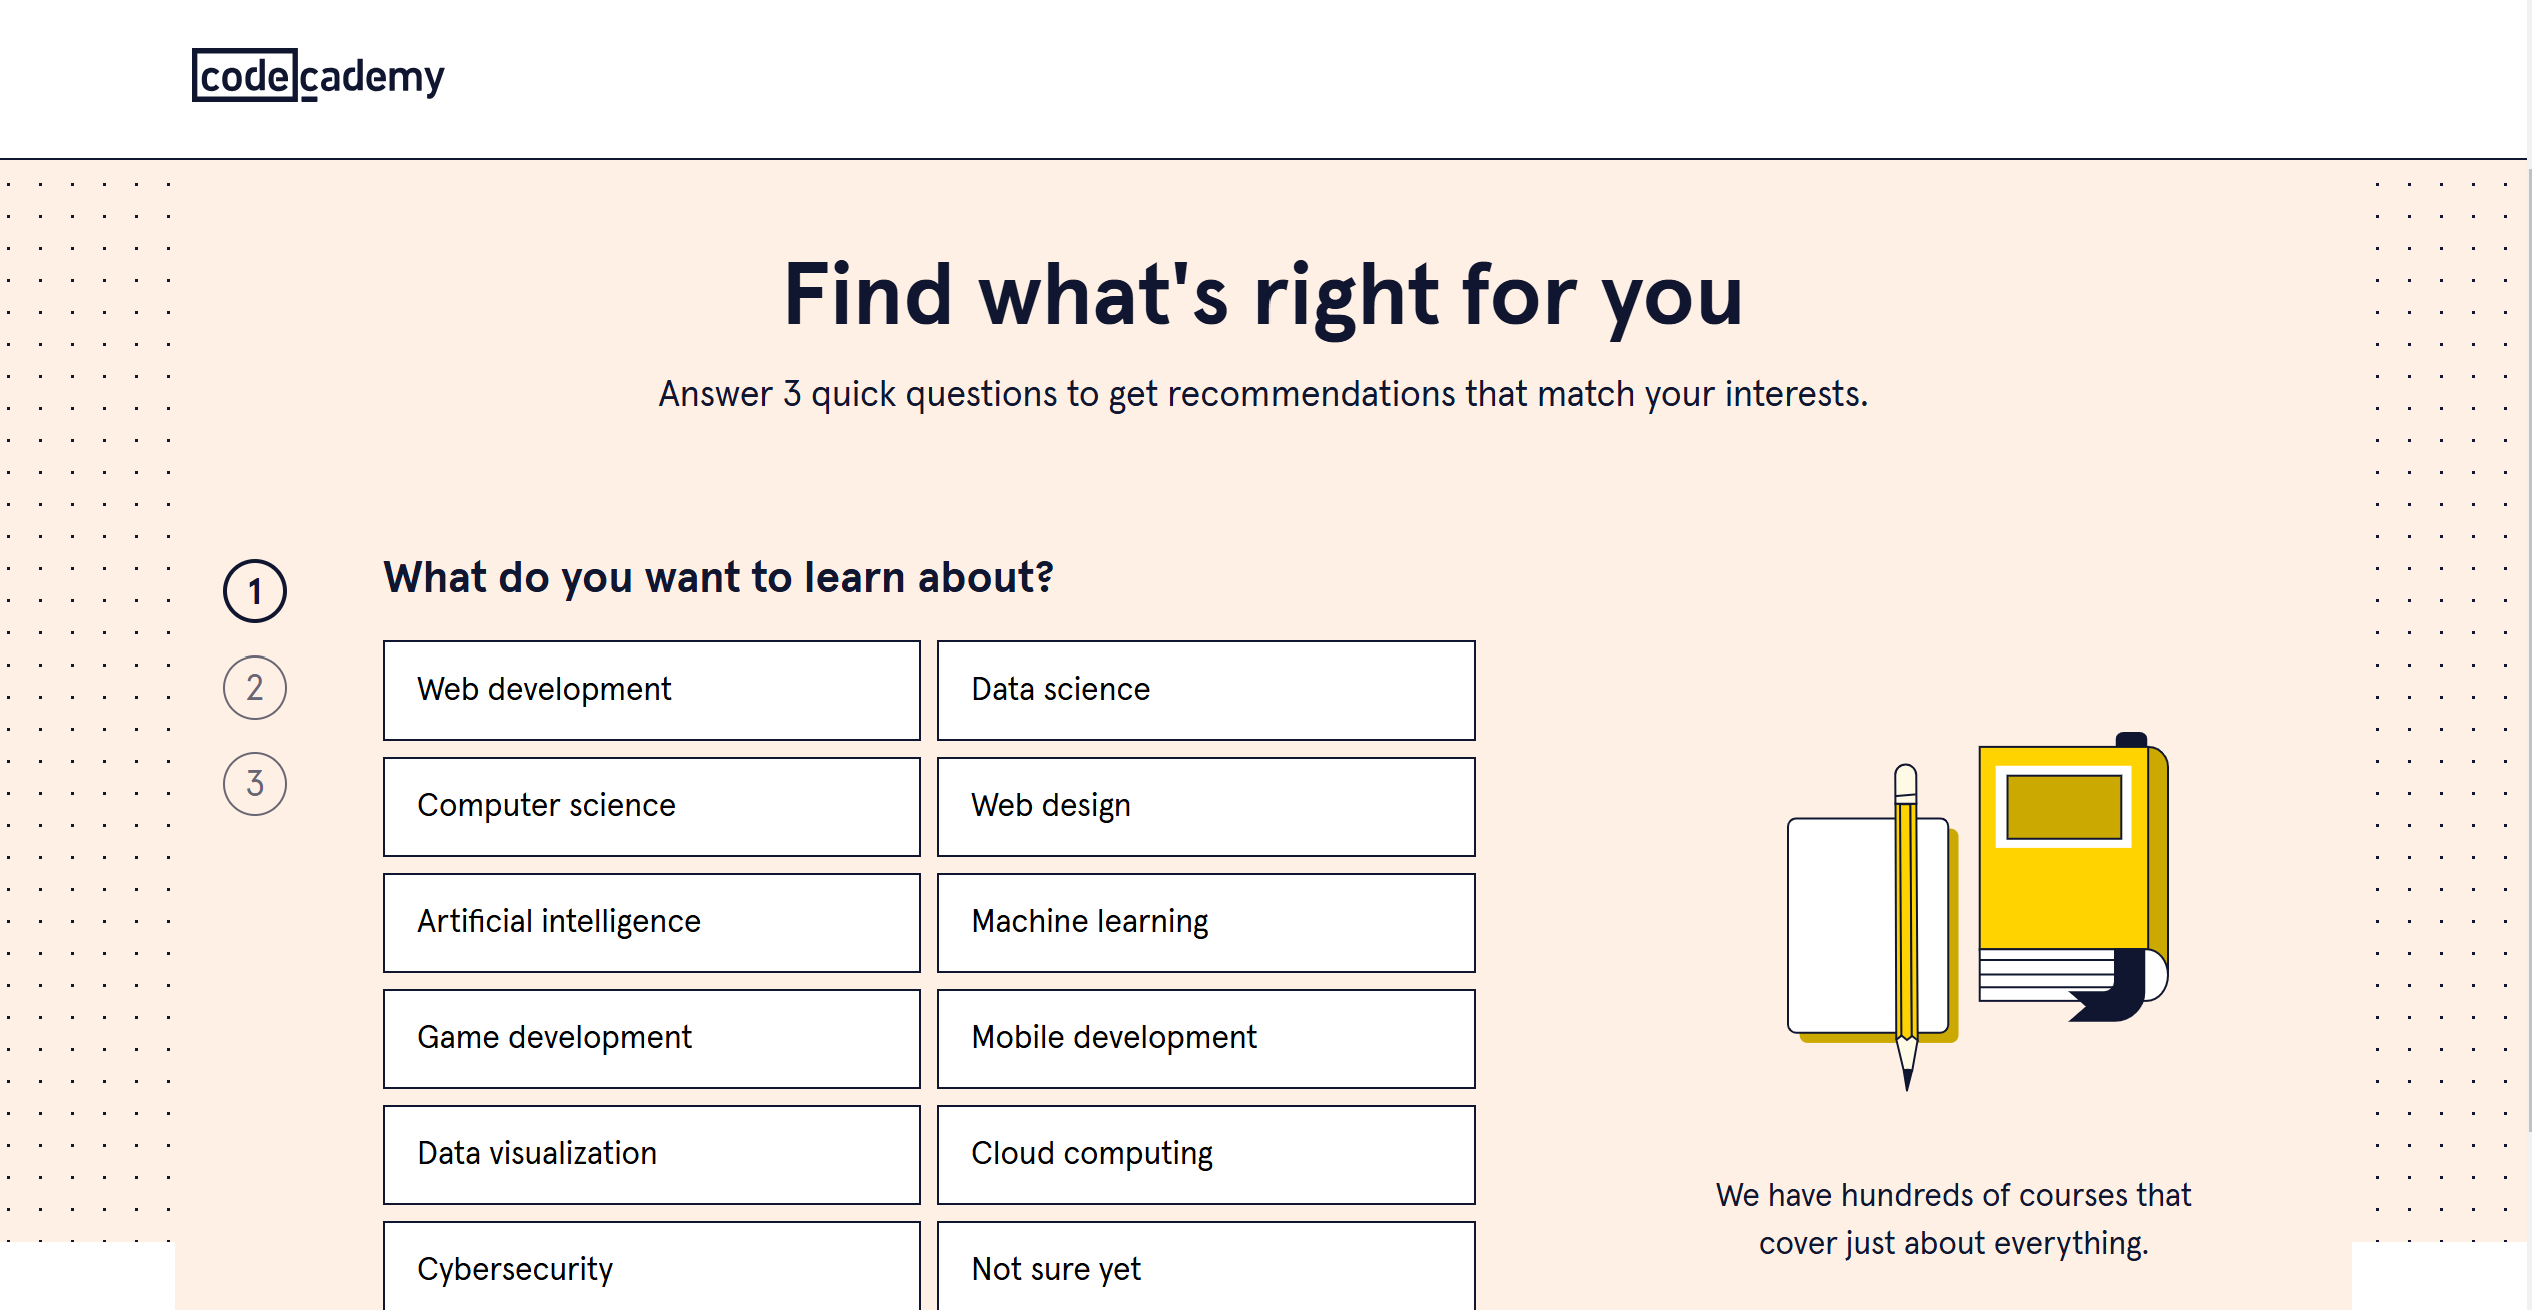 codecademy
Find what's right for you
Answer 3 quick questions to get recommendations that match your interests.
1
What do you want to learn about?
2
3
Web development
Data science
Computer science
Web design
Artificial intelligence
Machine learning
Game development
Mobile development
Data visualization
Cloud computing
Cybersecurity
Not sure yet
We have hundreds of courses that
cover just about everything.